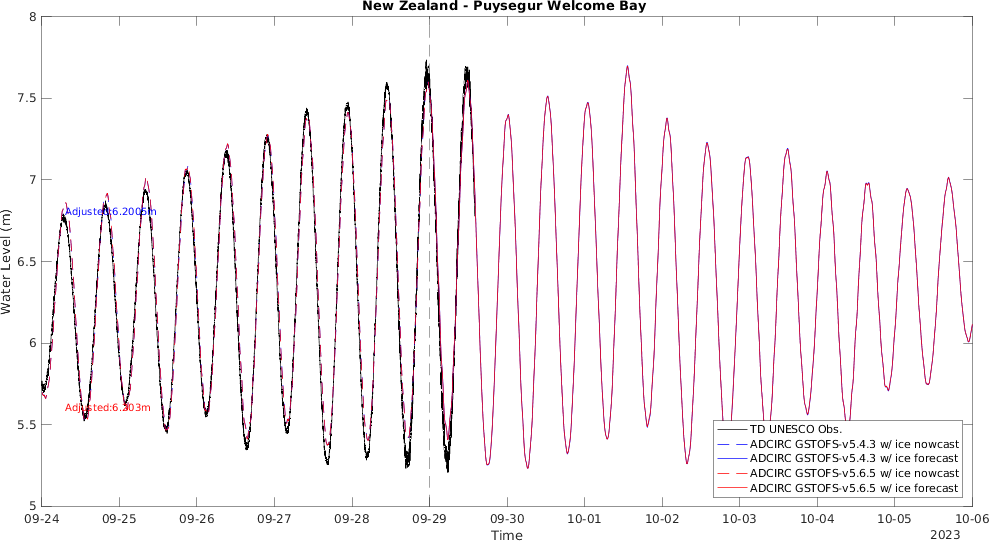 New Zealand - Puysegur Welcome Bay
8
7.5
7
6.5
6
5.5
5
Water Level (m)
Adjusted:6.2005m
Adjusted:6.203m
TD UNESCO Obs.
ADCIRC GSTOFS-v5.4.3 w/ ice nowcast
ADCIRC GSTOFS-v5.4.3 w/ ice forecast
ADCIRC GSTOFS-v5.6.5 w/ ice nowcast
ADCIRC GSTOFS-v5.6.5 w/ ice forecast
09-24 09-25 09-26 09-27 09-28 09-29 09-30 10-01 10-02 10-03 10-04 10-05 10-06
Time
2023